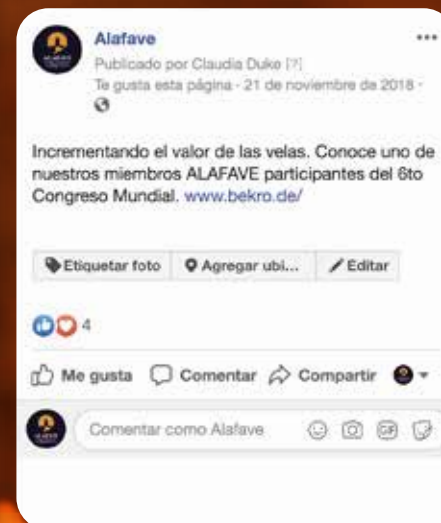 Alafave
Publicado por Claudia Duke [?]
Te gusta esta página · 21 de noviembre de 2018 ·
Incrementando el valor de las velas. Conoce uno de
nuestros miembros ALAFAVE participantes del 6to
Congreso Mundial. www.bekro.de/
Etiquetar foto
Agregar ubi...
Editar
4
Me gusta
Comentar
Compartir
Comentar como Alafave
GIF